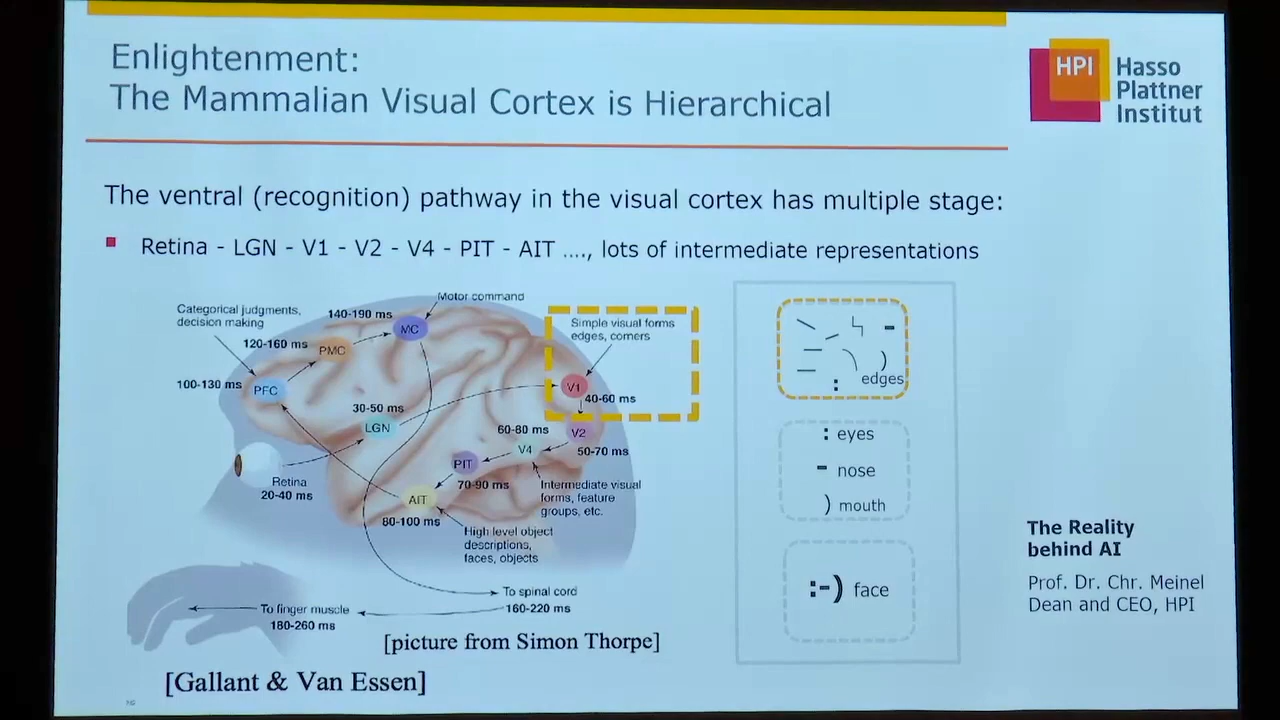 Enlightenment:
The Mammalian Visual Cortex is Hierarchical
HPI Hasso
Plattner
Institut
The ventral (recognition) pathway in the visual cortex has multiple stage:
Retina - LGN - V1 - V2 - V4 - PIT - AIT ...., lots of intermediate representations
Motor command
Categorical judgments,
decision making
140-190 ms
MC
Simple visual forms
edges, corners
120-160 ms
PMC
100-130 ms
PFC
V1
40-60 ms
30-50 ms
LGN
60-80 ms
V2
V4
50-70 ms
PIT
Retina
20-40 ms
70-90 ms
Intermediate visual
forms, feature
groups, etc.
AIT
80-100 ms
High level object
descriptions,
faces, objects
To spinal cord
160-220 ms
To finger muscle
180-260 ms
[picture from Simon Thorpe]
[Gallant & Van Essen]
edges
: eyes
- nose
) mouth
:-) face
The Reality
behind AI
Prof. Dr. Chr. Meinel
Dean and CEO, HPI